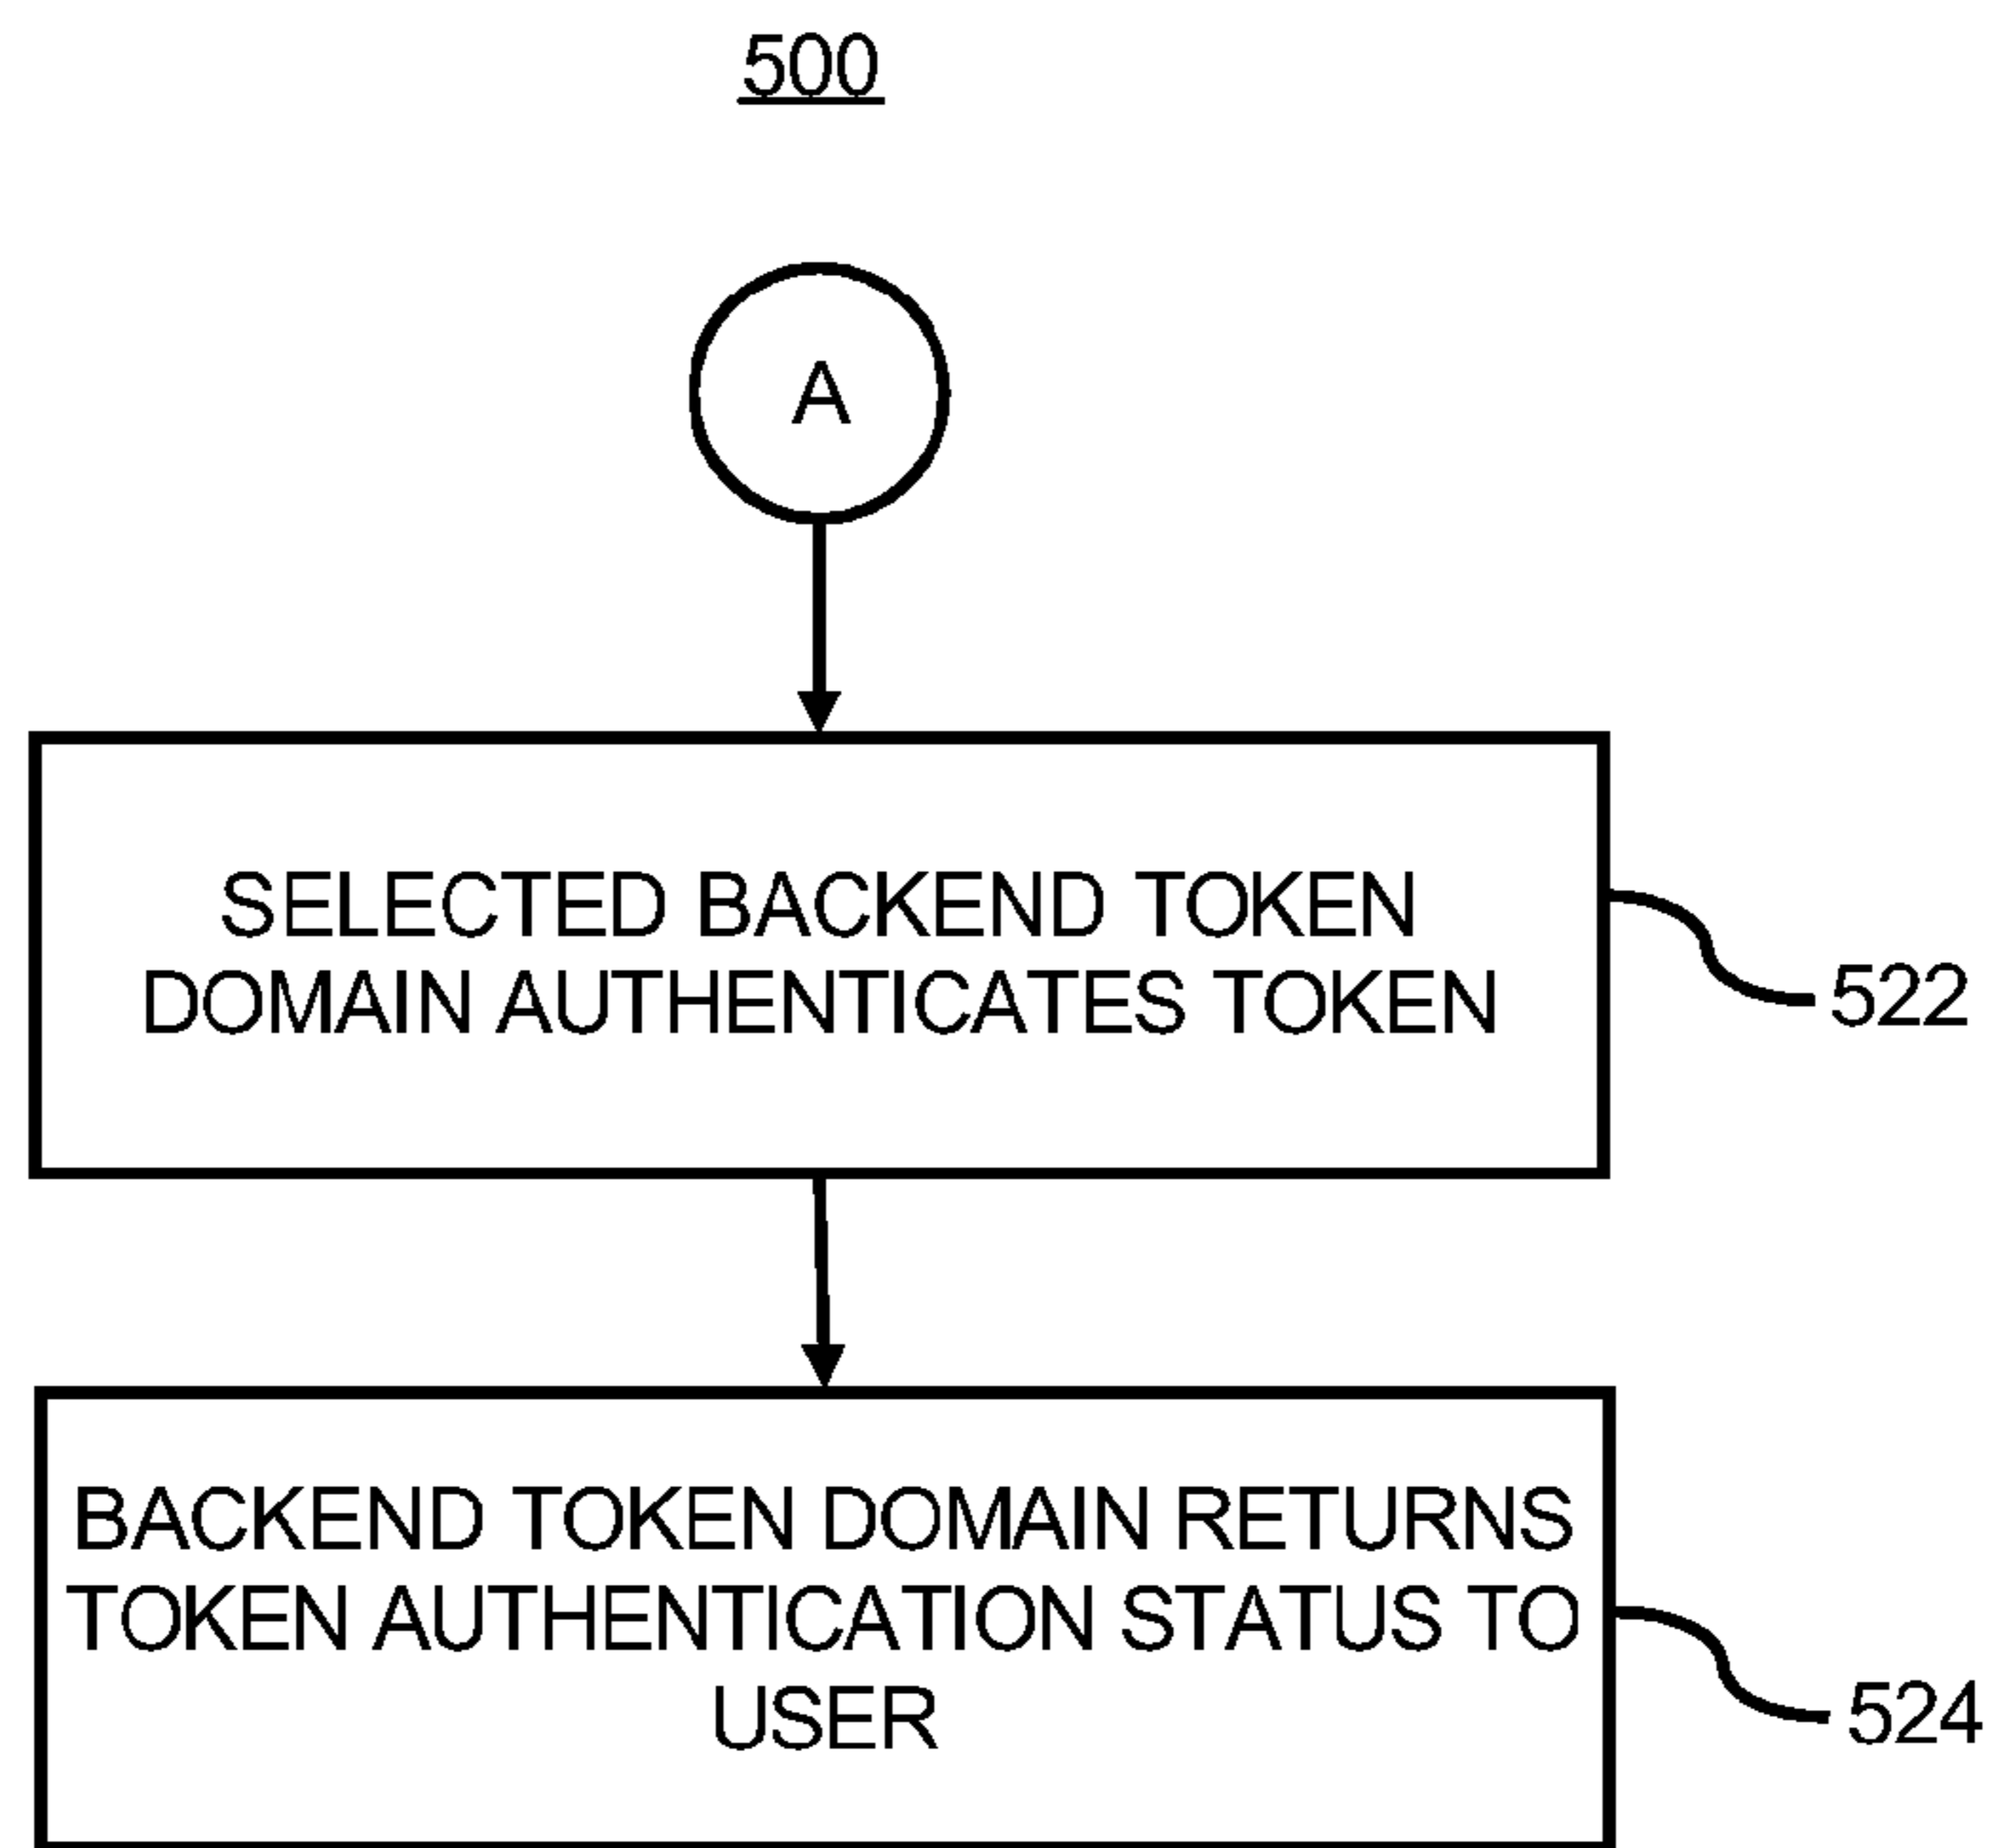 500
A
SELECTED BACKEND TOKEN
DOMAIN AUTHENTICATES TOKEN
522
BACKEND TOKEN DOMAIN RETURNS
TOKEN AUTHENTICATION STATUS TO
USER
524